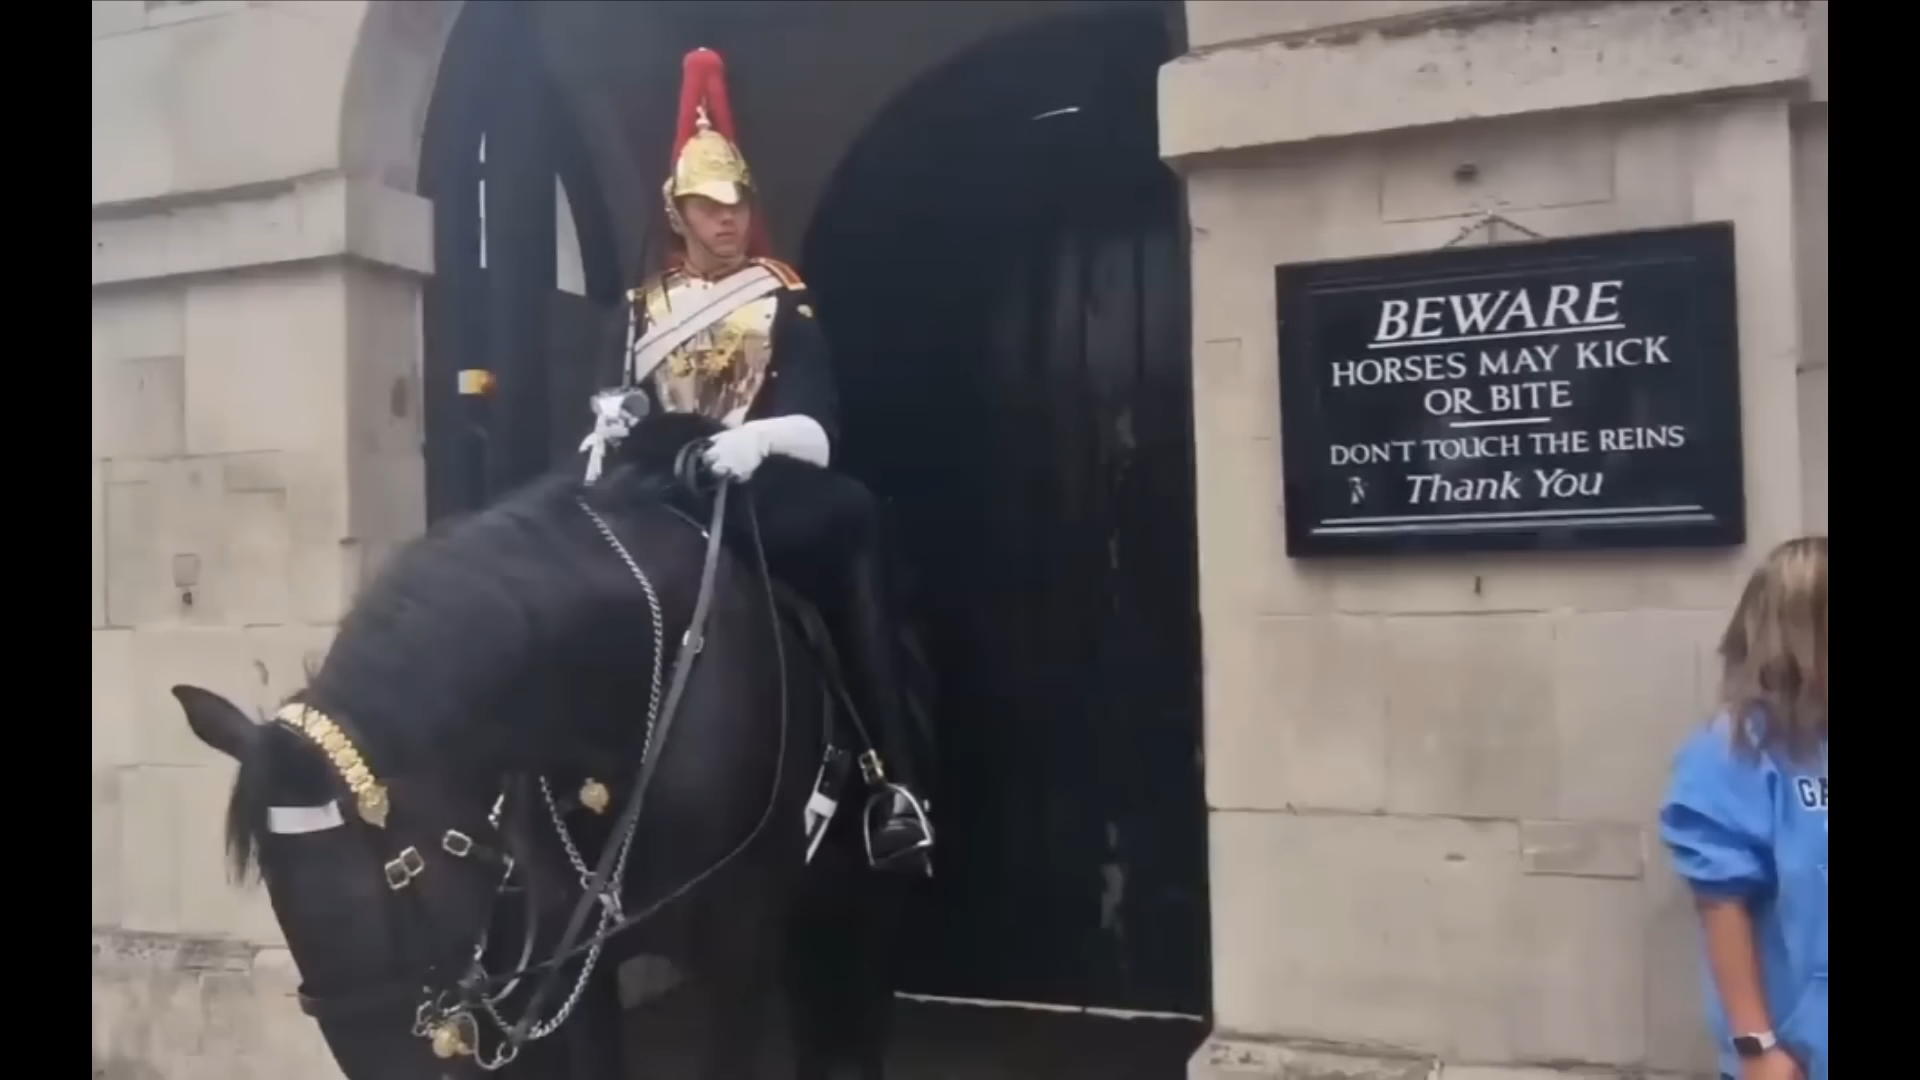 BEWARE
HORSES MAY KICK
OR BITE
DON'T TOUCH THE REINS
Thank You